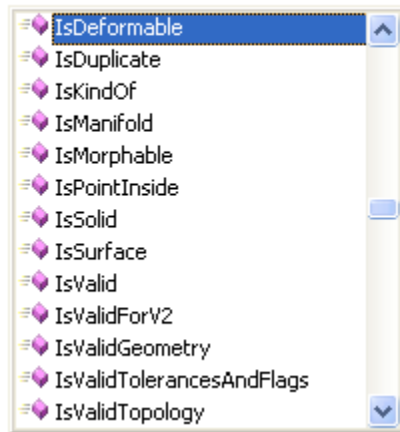 IsDeformable
IsDuplicate
IsKindOf
IsManifold
IsMorphable
IsPointInside
IsSolid
IsSurface
IsValid
IsValidForV2
IsValidGeometry
IsValidTolerancesAndFlags
IsValidTopology